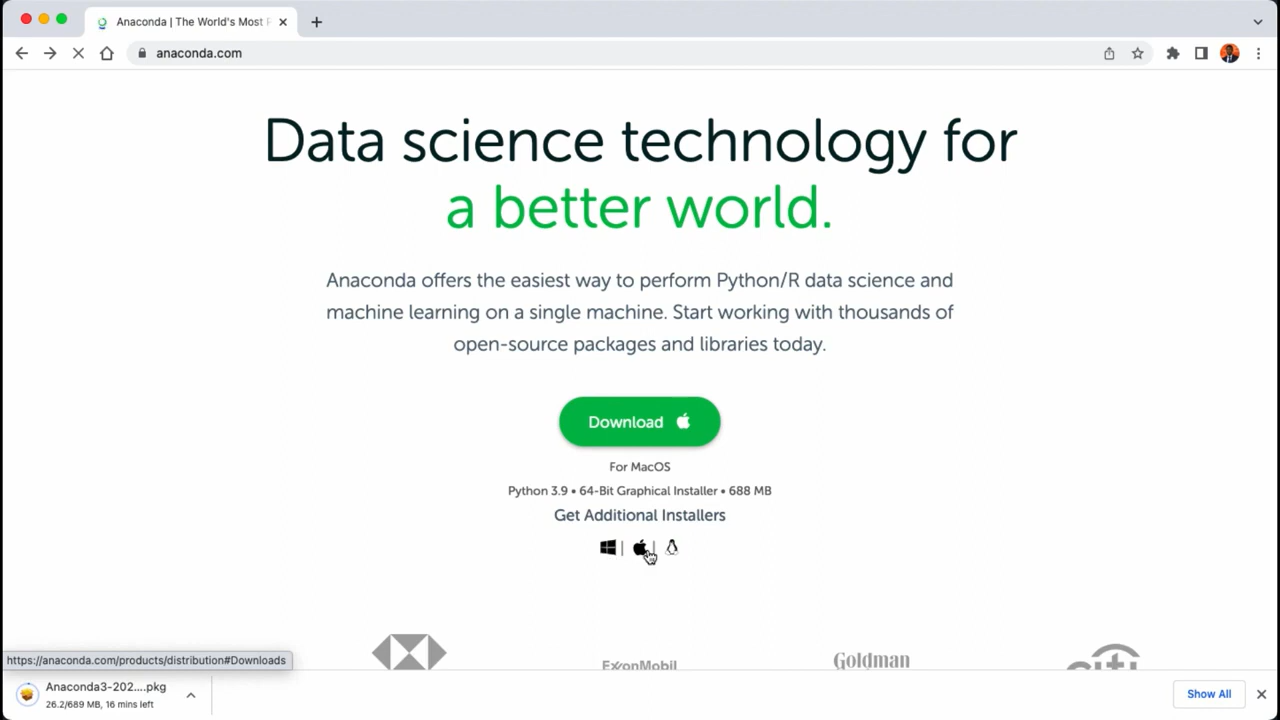 Anaconda | The World's Most P
anaconda.com
Data science technology for
a better world.
Anaconda offers the easiest way to perform Python/R data science and
machine learning on a single machine. Start working with thousands of
open-source packages and libraries today.
Download
For MacOS
Python 3.9 • 64-Bit Graphical Installer • 688 MB
Get Additional Installers
ExxonMobil
Goldman
citi
https://anaconda.com/products/distribution#Downloads
Anaconda3-202....pkg
26.2/689 MB, 16 mins left
Show All